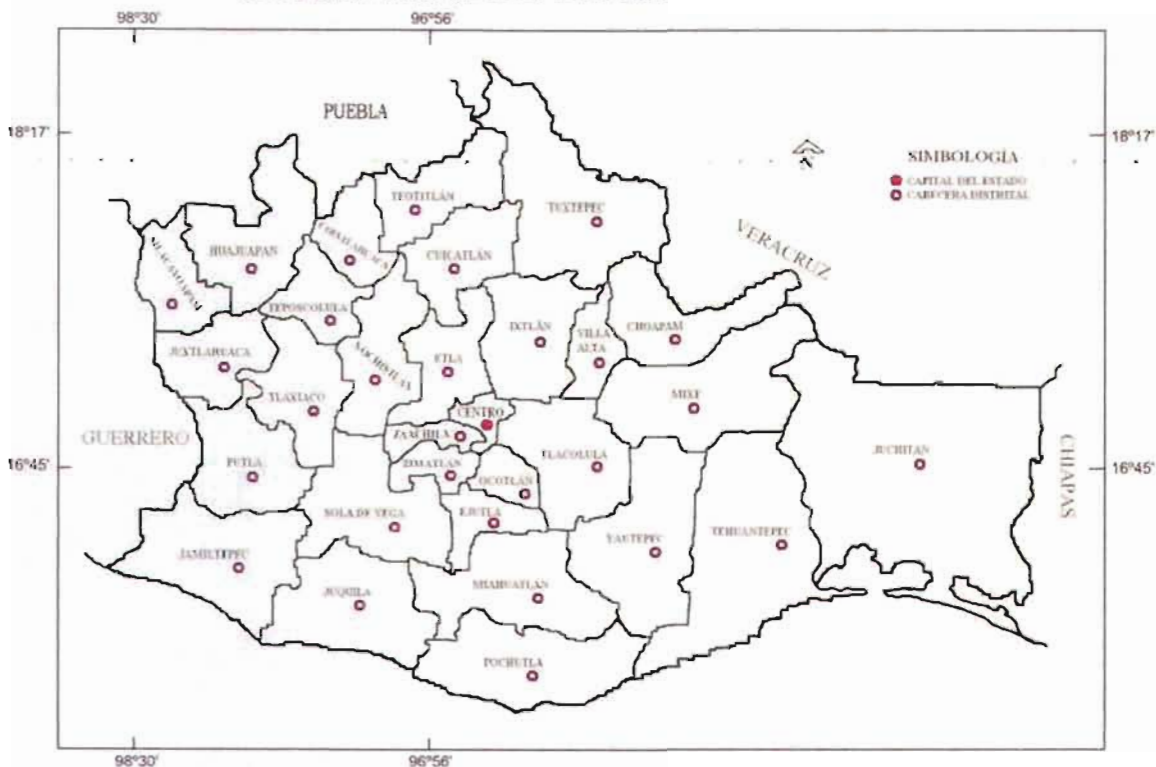 98°30'
96°56'
18°17'
18°17'
PUEBLA
SIMBOLOGÍA
CAPITAL DEL ESTADO
CABECERA DISTRITAL
TEOTITLÁN
TUXTEPEC
VERACRUZ
HUAJUAPAN
CUICATLÁN
TEPOSCOLULA
IXTLÁN
VILLA
ALTA
CHOAPAM
JUXTLAHUACA
ETLA
TLAXIACO
MIXE
CENTRO
GUERRERO
ZAACHILA
JUCHITAN
CHIAPAS
16°45'
16°45'
PUTLA
ZIMATLÁN
TLACOLULA
OCOTLÁN
SOLA DE VEGA
EJUTLA
YAUTEPEC
TEHUANTEPEC
JAMILTEPEC
JUQUILA
MIAHUATLÁN
POCHUTLA
98°30'
96°56'